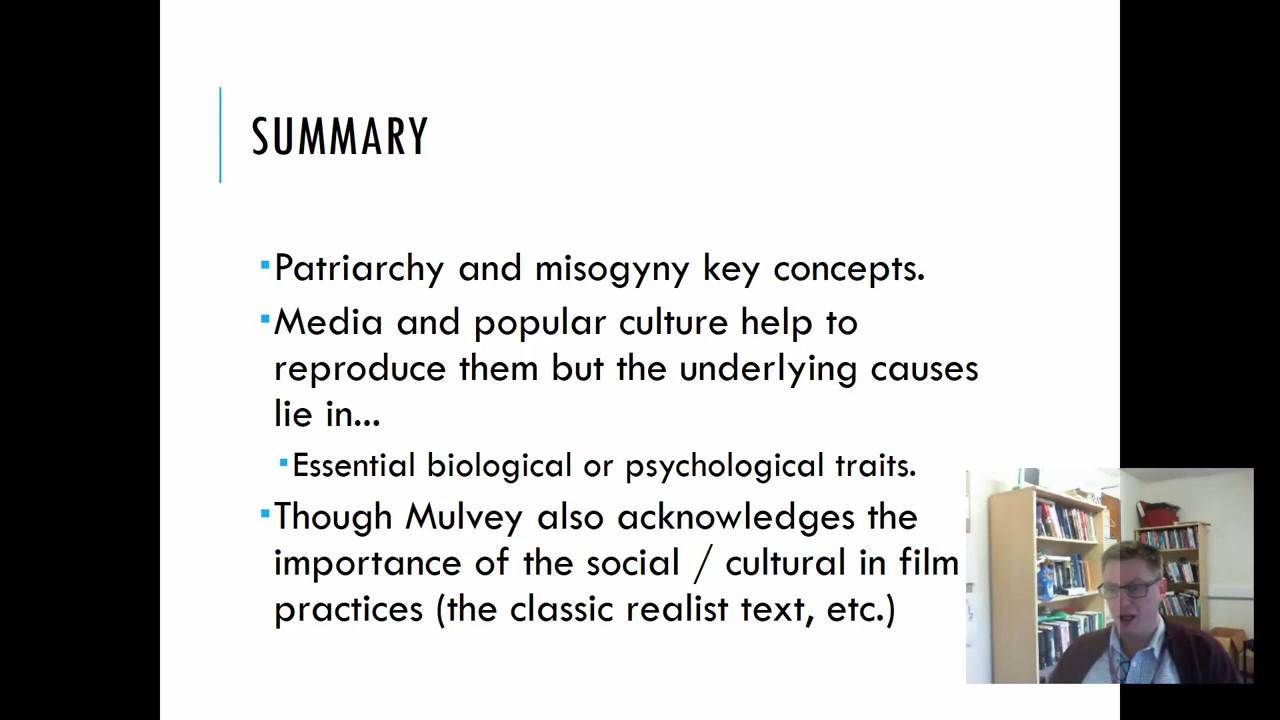 SUMMARY
▪Patriarchy and misogyny key concepts.
▪Media and popular culture help to
reproduce them but the underlying causes
lie in...
▪Essential biological or psychological traits.
▪Though Mulvey also acknowledges the
importance of the social / cultural in film
practices (the classic realist text, etc.)